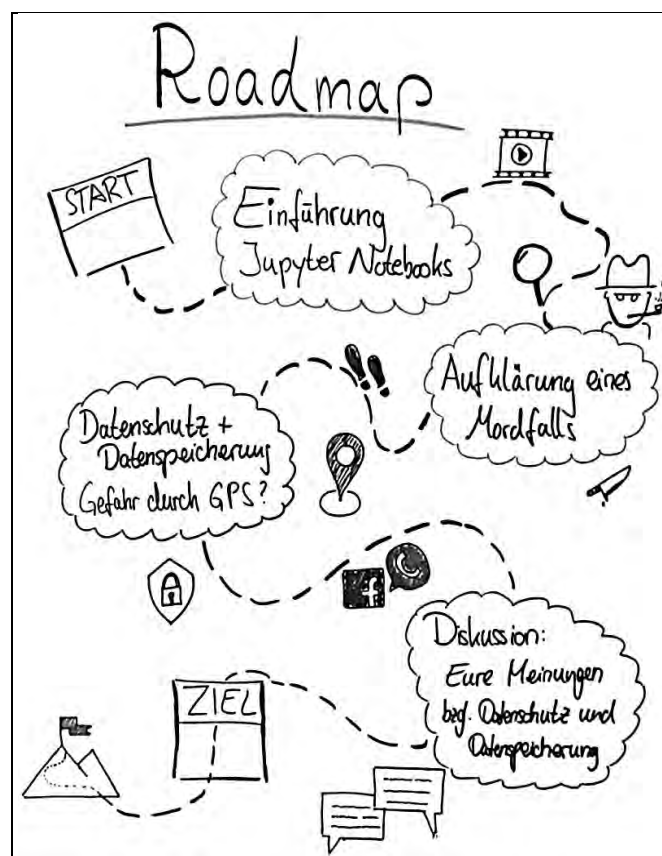 Roadmap
START
Einführung
Jupyter Notebooks
Aufklärung eines
Mordfalls
Datenschutz +
Datenspeicherung
Gefahr durch GPS?
f
Diskussion:
Eure Meinungen
bzgl. Datenschutz und
Datenspeicherung
ZIEL